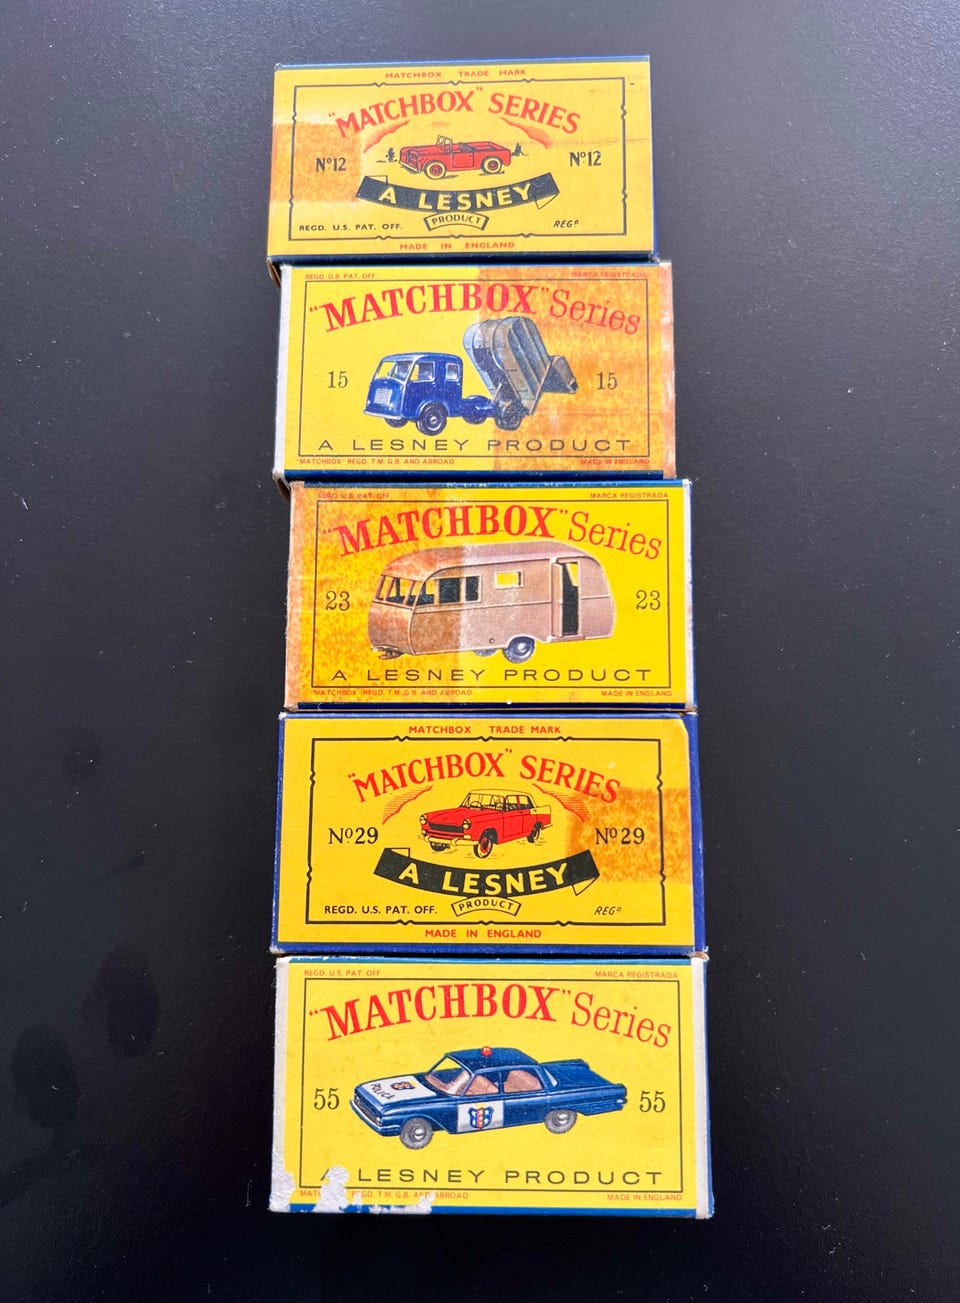 MATCHBOX TRADE MARK
"MATCHBOX" SERIES
Nº12 Nº12
A LESNEY
PRODUCT
REGD. U.S. PAT. OFF. REGD
MADE IN ENGLAND
REGD. U.S. PAT. OFF. MARCA REGISTRADA
"MATCHBOX" Series
15 15
A LESNEY PRODUCT
MATCHBOX REGD. T.M. G.B. AND ABROAD MADE IN ENGLAND
REGD. U.S. PAT. OFF. MARCA REGISTRADA
"MATCHBOX" Series
23 23
A LESNEY PRODUCT
MATCHBOX REGD. T.M. G.B. AND ABROAD MADE IN ENGLAND
MATCHBOX TRADE MARK
"MATCHBOX" SERIES
Nº29 Nº29
A LESNEY
PRODUCT
REGD. U.S. PAT. OFF. REGD
MADE IN ENGLAND
REGD. U.S. PAT. OFF MARCA REGISTRADA
"MATCHBOX" Series
POLICE
55 55
A LESNEY PRODUCT
T.M. G.B. AND ABROAD MADE IN ENGLAND